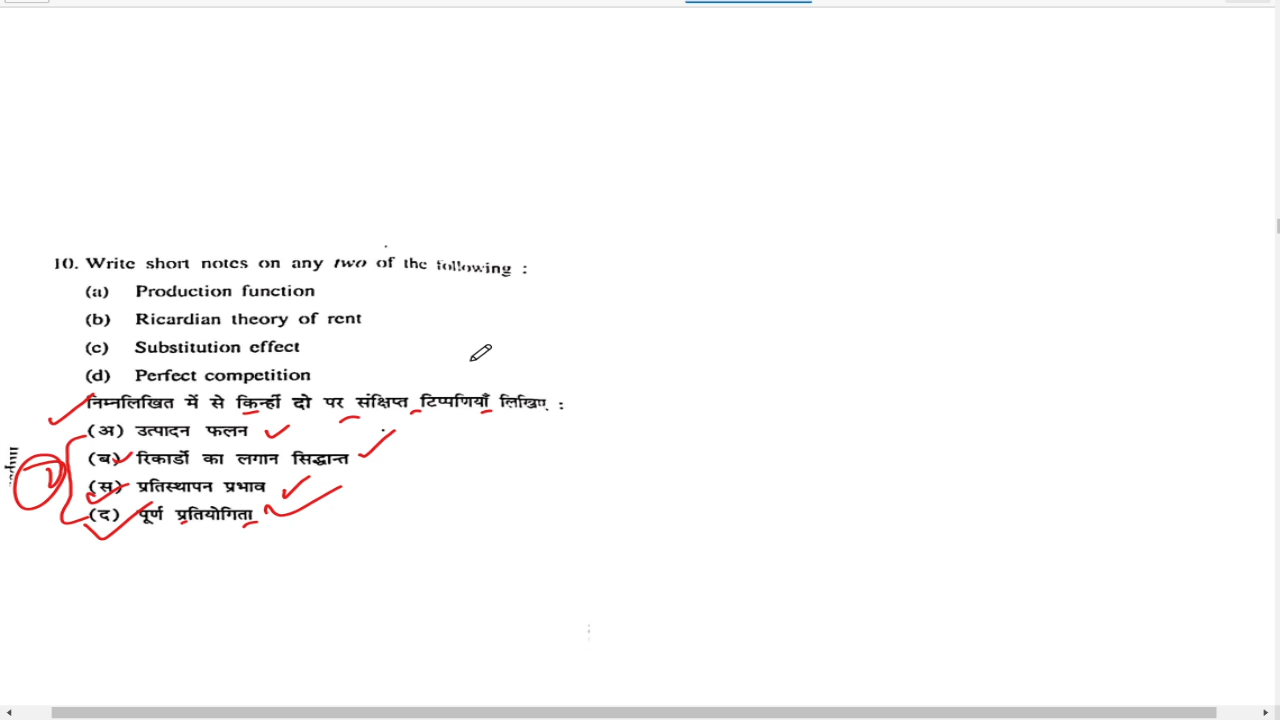 10. Write short notes on any two of the following :
(a) Production function
(b) Ricardian theory of rent
(c) Substitution effect
(d) Perfect competition
निम्नलिखित में से किन्हीं दो पर संक्षिप्त टिप्पणियाँ लिखिए :
(अ) उत्पादन फलन
(ब) रिकार्डो का लगान सिद्धान्त
(स) प्रतिस्थापन प्रभाव
(द) पूर्ण प्रतियोगिता